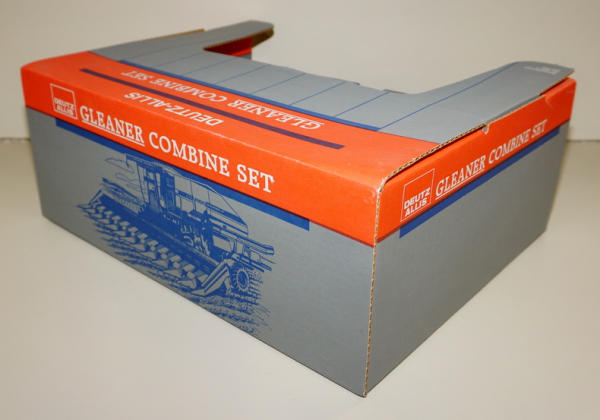 DEUTZ-ALLIS
GLEANER COMBINE SET
DEUTZ
ALLIS
GLEANER COMBINE SET
DEUTZ
ALLIS
GLEANER COMBINE SET